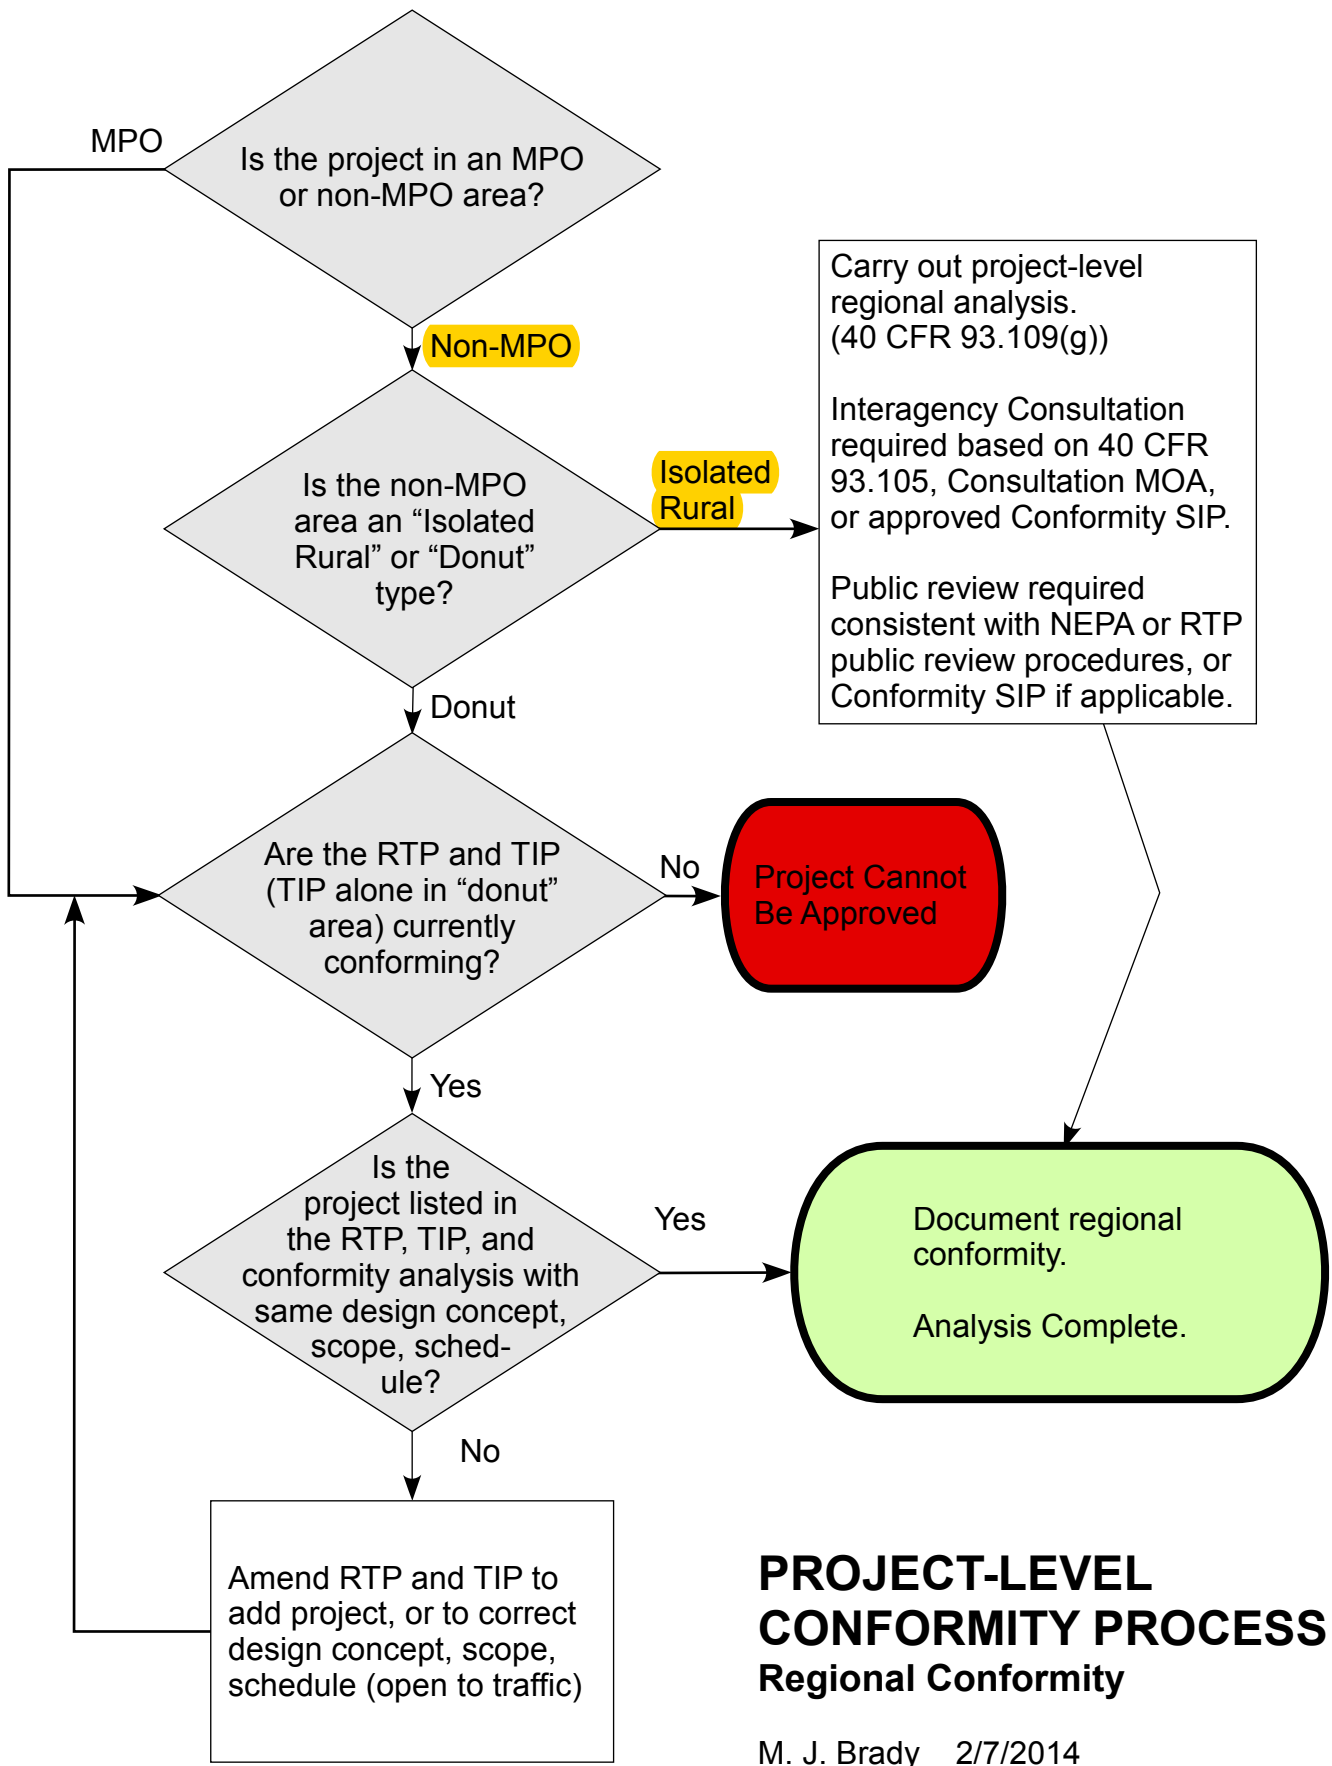 MPO
Is the project in an MPO
or non-MPO area?
Non-MPO
Carry out project-level
regional analysis.
(40 CFR 93.109(g))
Interagency Consultation
required based on 40 CFR
93.105, Consultation MOA,
or approved Conformity SIP.
Public review required
consistent with NEPA or RTP
public review procedures, or
Conformity SIP if applicable.
Is the non-MPO
area an “Isolated
Rural” or “Donut”
type?
Isolated
Rural
Donut
Are the RTP and TIP
(TIP alone in “donut”
area) currently
conforming?
No
Project Cannot
Be Approved
Yes
Is the
project listed in
the RTP, TIP, and
conformity analysis with
same design concept,
scope, sched-
ule?
Yes
Document regional
conformity.
Analysis Complete.
No
Amend RTP and TIP to
add project, or to correct
design concept, scope,
schedule (open to traffic)
PROJECT-LEVEL
CONFORMITY PROCESS
Regional Conformity
M. J. Brady 2/7/2014